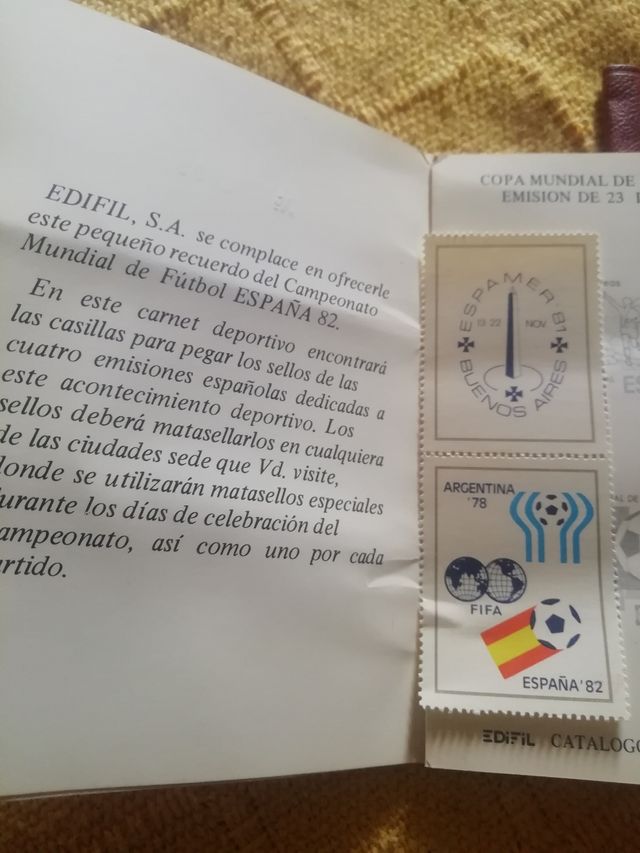 EDIFIL, S.A. se complace en ofrecerle
este pequeño recuerdo del Campeonato
Mundial de Fútbol ESPAÑA 82.
En este carnet deportivo encontrará
las casillas para pegar los sellos de las
cuatro emisiones españolas dedicadas a
este acontecimiento deportivo. Los
sellos deberá matasellarlos en cualquiera
de las ciudades sede que Vd. visite,
donde se utilizarán matasellos especiales
durante los días de celebración del
ampeonato, así como uno por cada
rtido.
COPA MUNDIAL DE
EMISION DE 23
ESPAMER '81
13-22 NOV.
BUENOS AIRES
ARGENTINA
'78
FIFA
ESPAÑA '82
EDIFIL CATALOGO